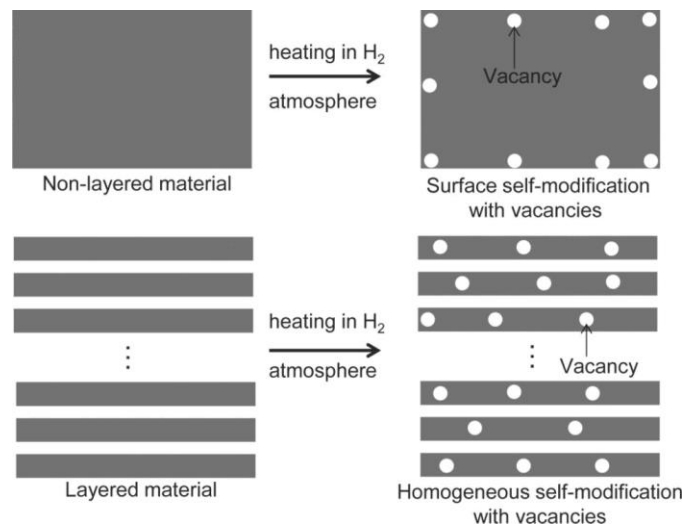 heating in H2
atmosphere
Vacancy
Non-layered material
Surface self-modification
with vacancies
heating in H2
atmosphere
Vacancy
Layered material
Homogeneous self-modification
with vacancies